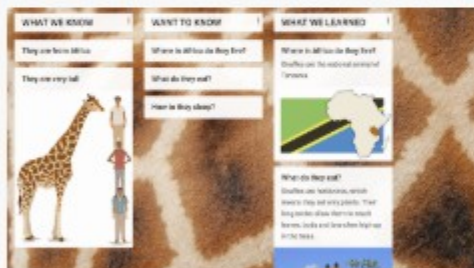 WHAT WE KNOW
They are from Africa
They are very tall
WANT TO KNOW
Where in Africa do they live?
What do they eat?
How do they sleep?
WHAT WE LEARNED
Where in Africa do they live?
Giraffes are the national animal of
Tanzania.
What do they eat?
Giraffes are herbivores, which
means they eat only plants. Their
long necks allow them to reach
leaves, buds and branches high up
in the trees.